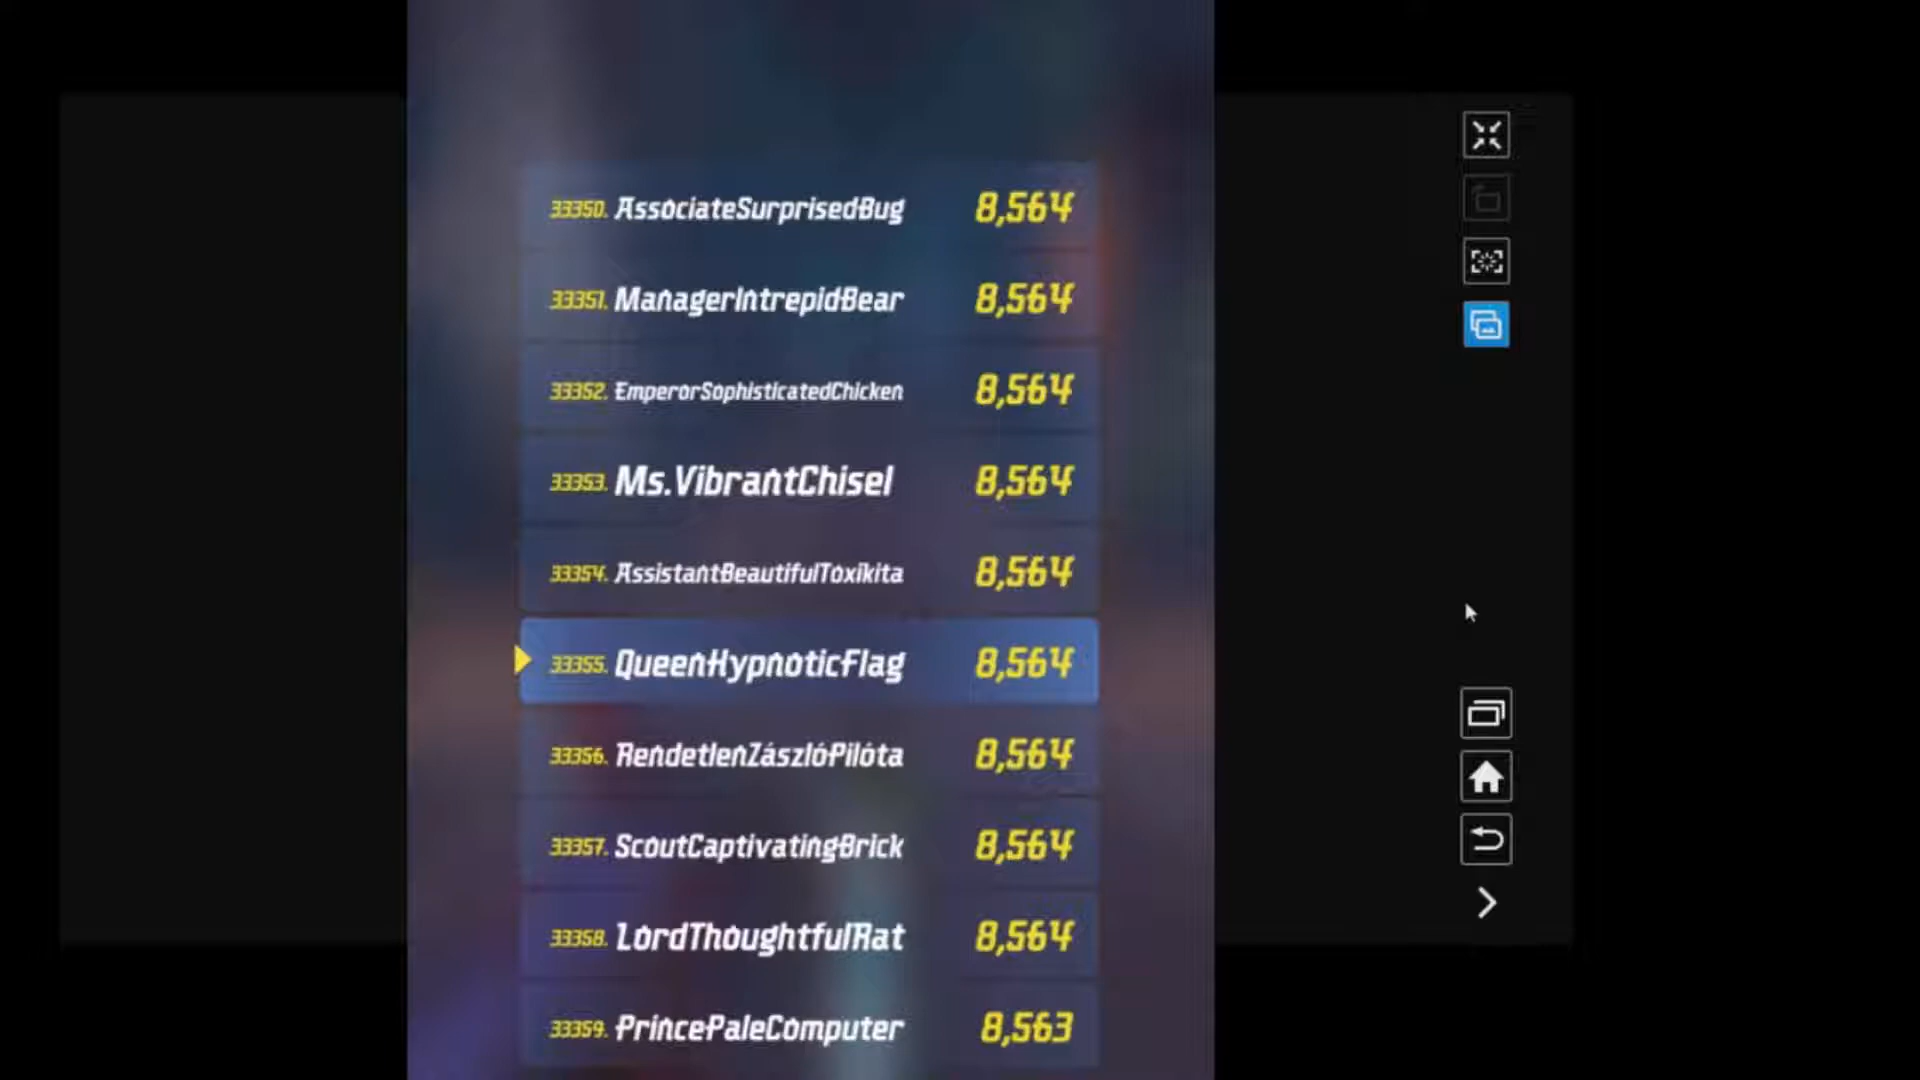 33350. AssociateSurprisedBug 8,564
33351. ManagerIntrepidBear 8,564
33352. EmperorSophisticatedChicken 8,564
33353. Ms.VibrantChisel 8,564
33354. AssistantBeautifulToxikita 8,564
33355. QueenHypnoticFlag 8,564
33356. RendetlenZászlóPilóta 8,564
33357. ScoutCaptivatingBrick 8,564
33358. LordThoughtfulRat 8,564
33359. PrincePaleComputer 8,563